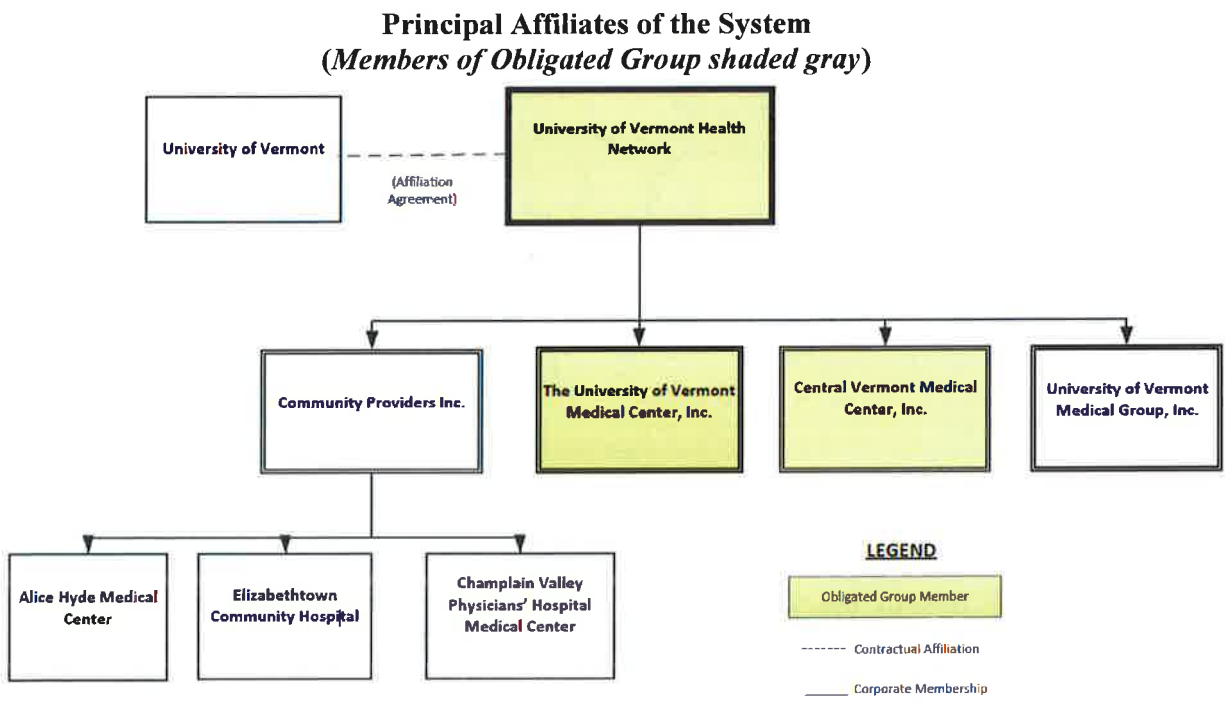 Principal Affiliates of the System
(Members of Obligated Group shaded gray)
University of Vermont
(Affiliation
Agreement)
University of Vermont Health
Network
Community Providers Inc.
The University of Vermont
Medical Center, Inc.
Central Vermont Medical
Center, Inc.
University of Vermont
Medical Group, Inc.
Alice Hyde Medical
Center
Elizabethtown
Community Hospital
Champlain Valley
Physicians' Hospital
Medical Center
LEGEND
Obligated Group Member
Contractual Affiliation
Corporate Membership